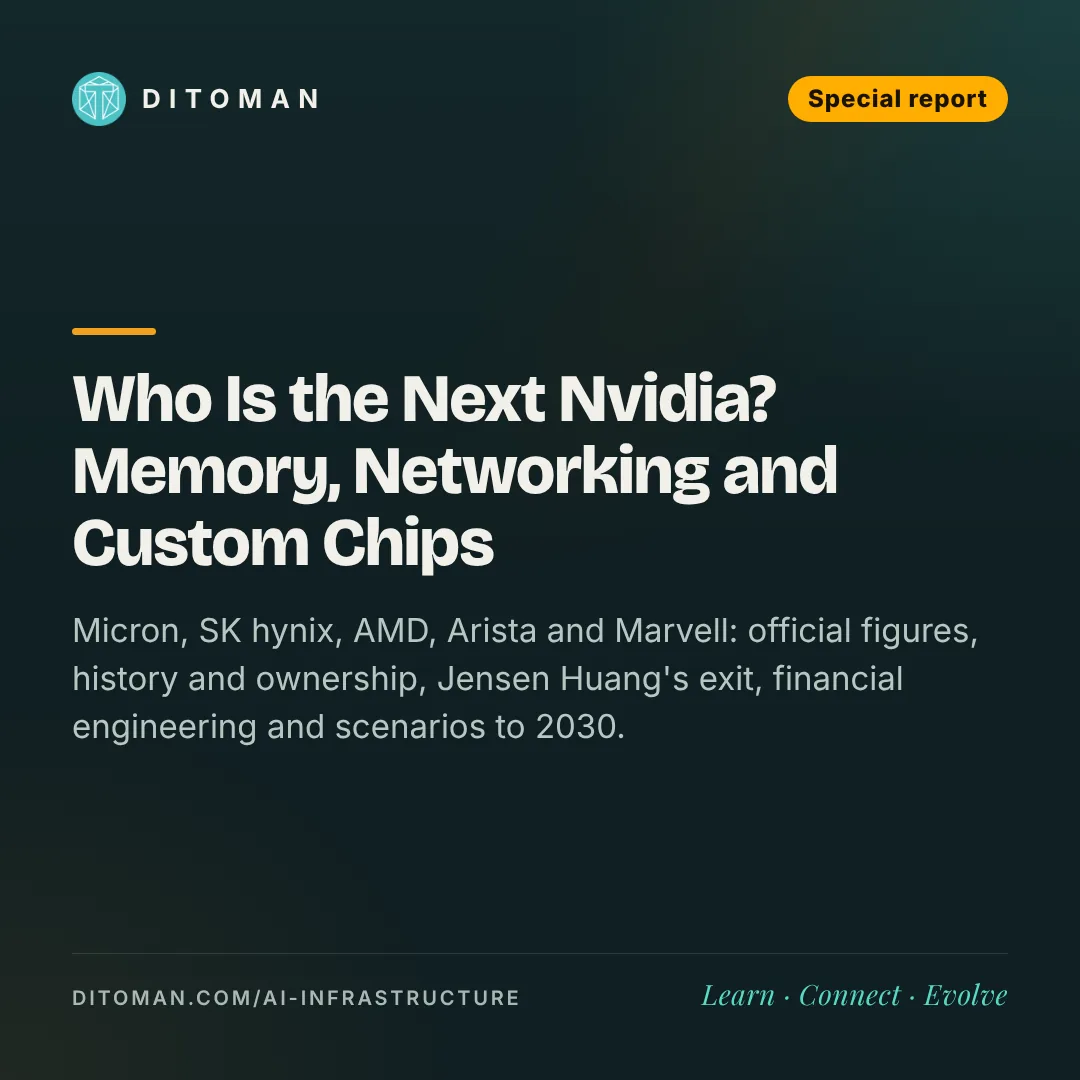 DITOMAN
Special report
Who Is the Next Nvidia?
Memory, Networking and
Custom Chips
Micron, SK hynix, AMD, Arista and Marvell: official figures,
history and ownership, Jensen Huang's exit, financial
engineering and scenarios to 2030.
DITOMAN.COM/AI-INFRASTRUCTURE
Learn · Connect · Evolve